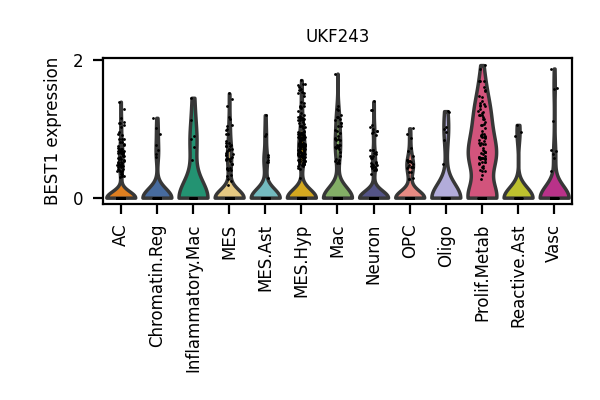 UKF243
BEST1 expression
2
0
AC
Chromatin.Reg
Inflammatory.Mac
MES
MES.Ast
MES.Hyp
Mac
Neuron
OPC
Oligo
Prolif.Metab
Reactive.Ast
Vasc